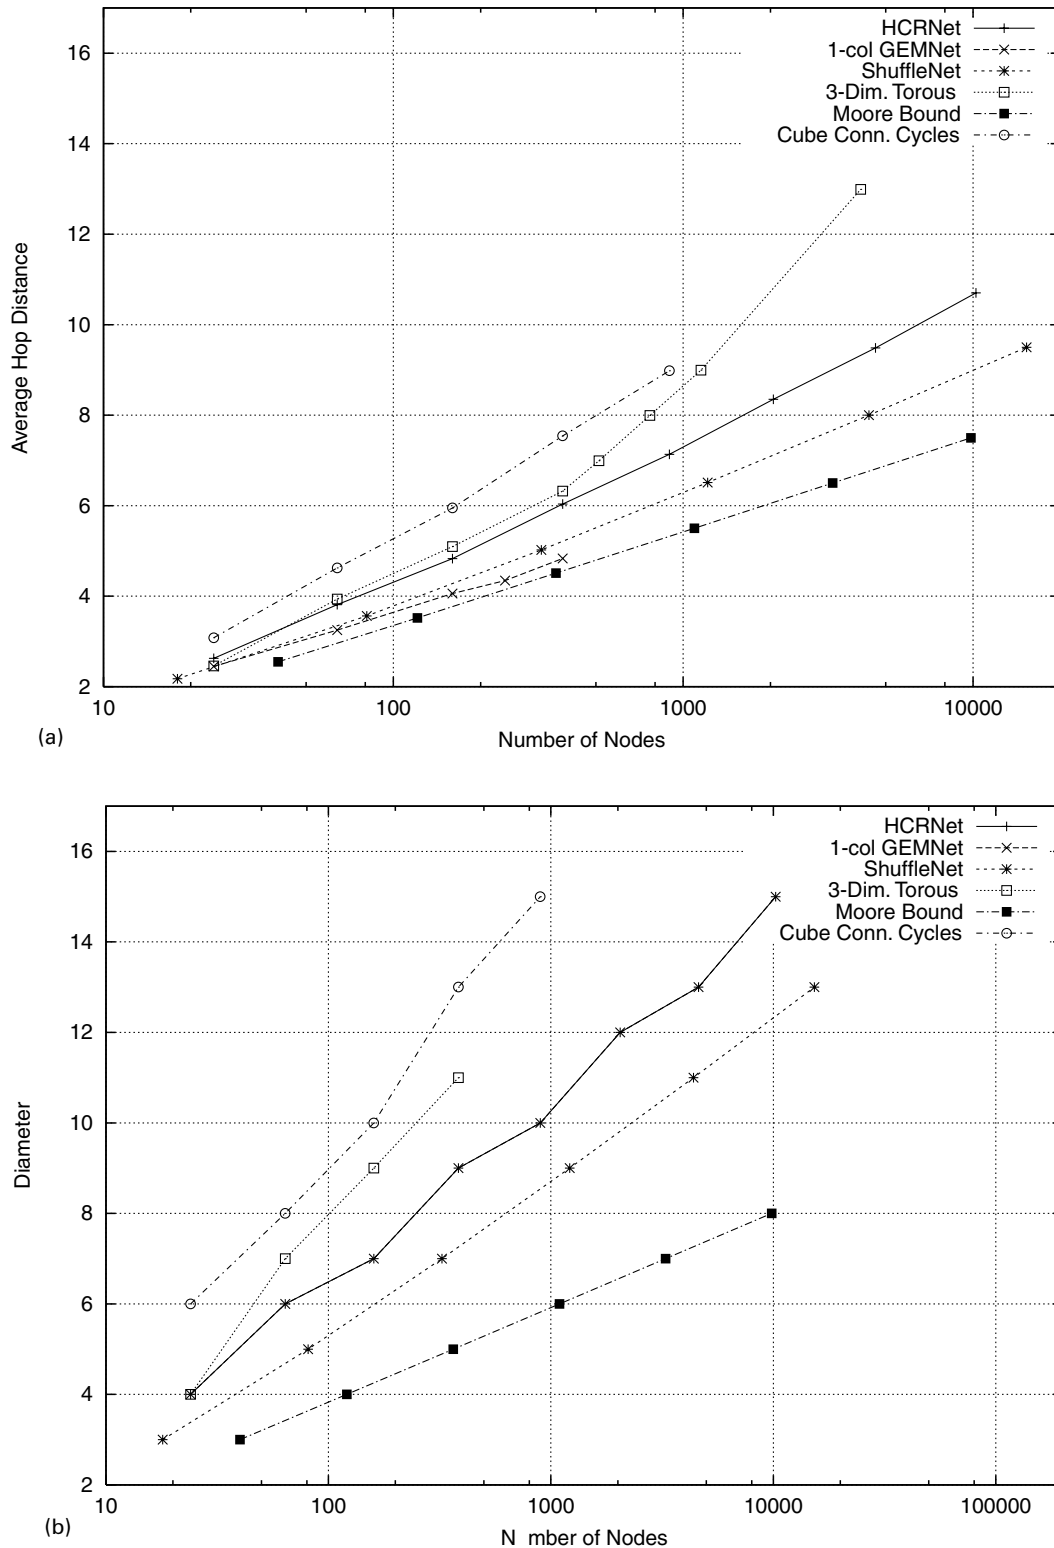 16
14
12
10
8
6
4
2
Average Hop Distance
HCRNet
1-col GEMNet
ShuffleNet
3-Dim. Torous
Moore Bound
Cube Conn. Cycles
10
100
1000
10000
Number of Nodes
(a)
16
14
12
10
8
6
4
2
Diameter
HCRNet
1-col GEMNet
ShuffleNet
3-Dim. Torous
Moore Bound
Cube Conn. Cycles
10
100
1000
10000
100000
N mber of Nodes
(b)